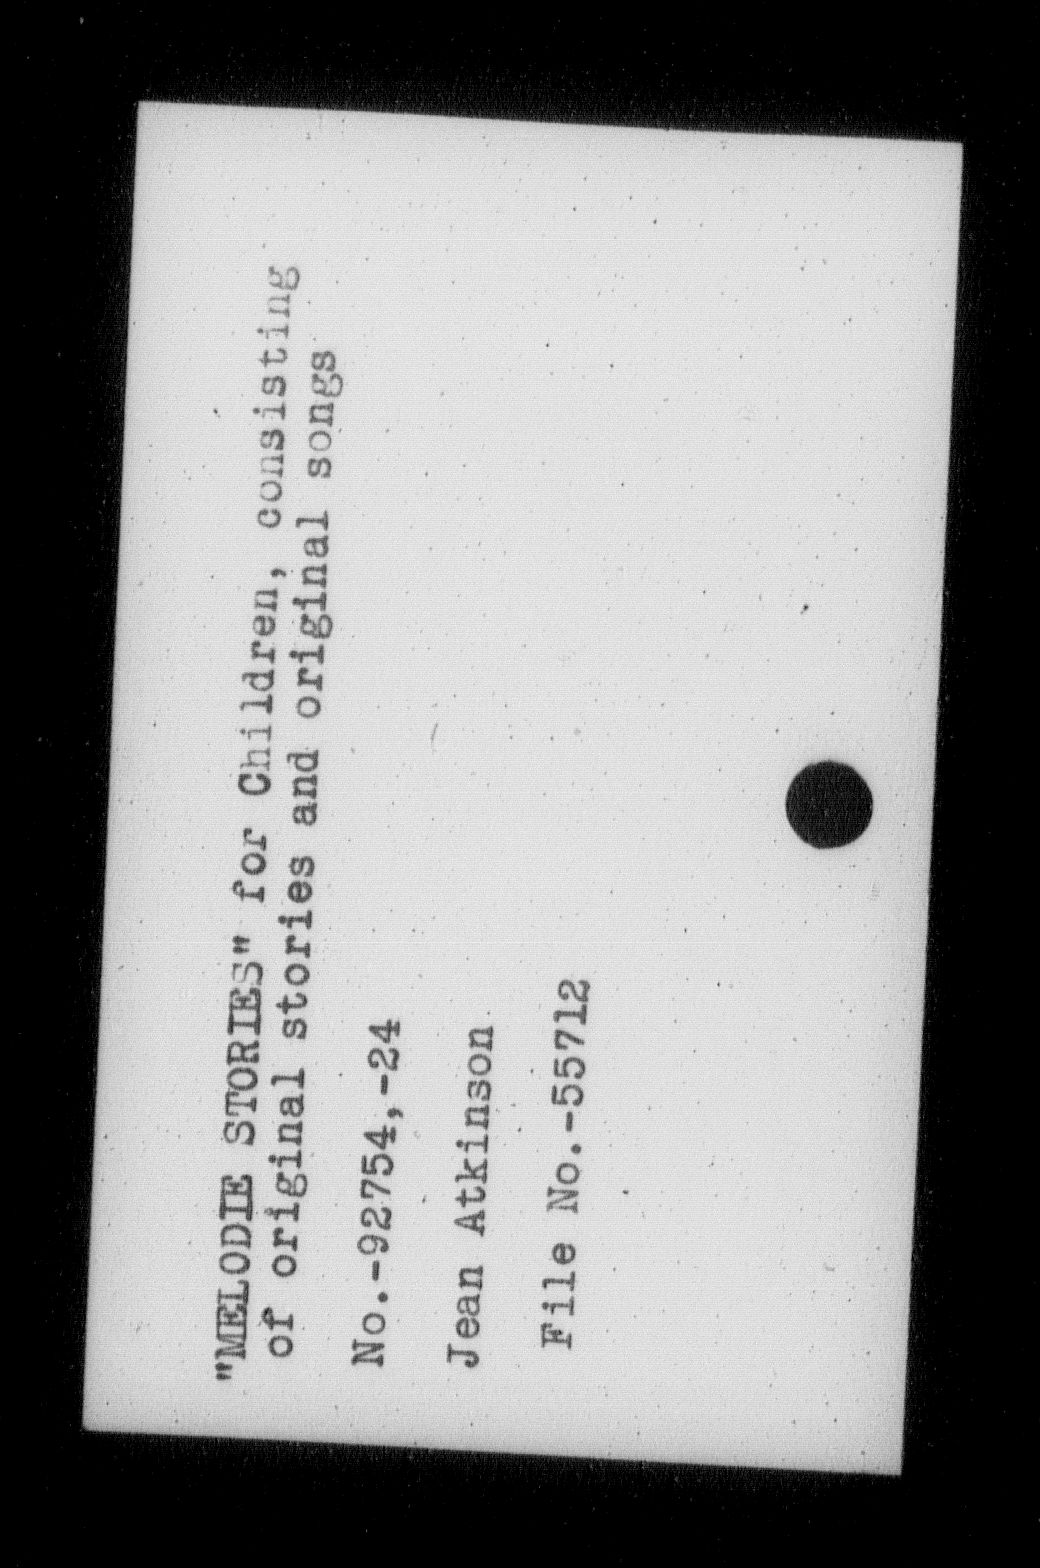 "MELODIE STORIES" for Children, consisting
of original stories and original songs
No.-92754,-24
Jean Atkinson
File No.-55712